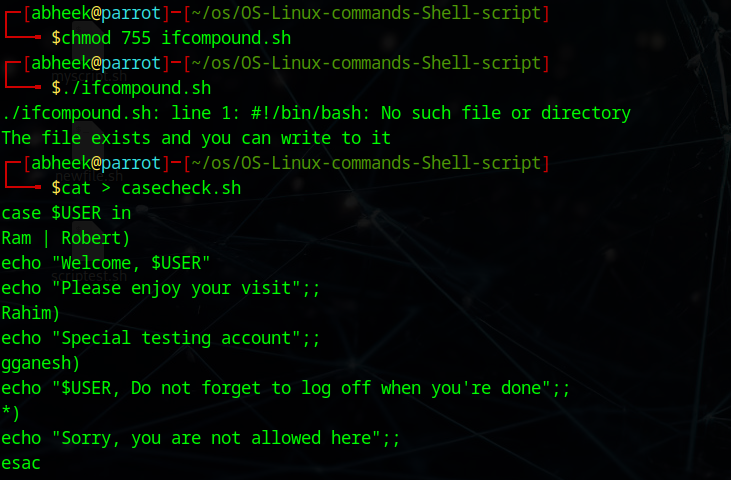 ┌─[abheek@parrot]─[~/os/OS-Linux-commands-Shell-script]
└──╼ $chmod 755 ifcompound.sh
┌─[abheek@parrot]─[~/os/OS-Linux-commands-Shell-script]
└──╼ $./ifcompound.sh
./ifcompound.sh: line 1: #!/bin/bash: No such file or directory
The file exists and you can write to it
┌─[abheek@parrot]─[~/os/OS-Linux-commands-Shell-script]
└──╼ $cat > casecheck.sh
case $USER in
Ram | Robert)
echo "Welcome, $USER"
echo "Please enjoy your visit";;
Rahim)
echo "Special testing account";;
gganesh)
echo "$USER, Do not forget to log off when you're done";;
*)
echo "Sorry, you are not allowed here";;
esac